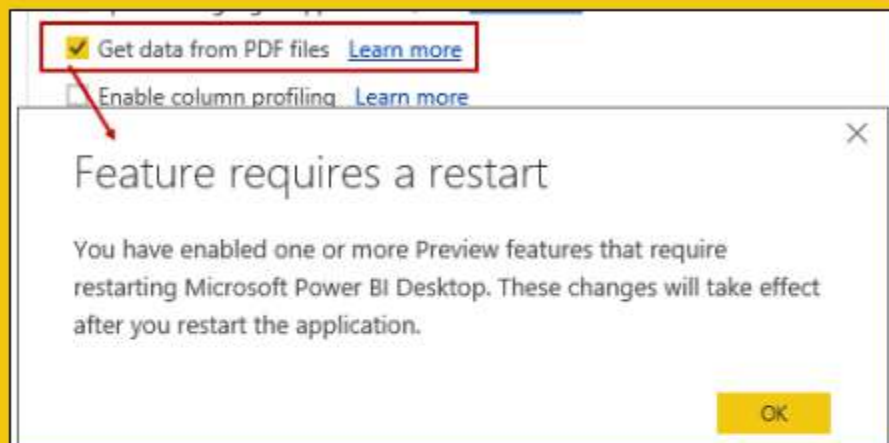 Get data from PDF files Learn more
Enable column profiling Learn more
Feature requires a restart
You have enabled one or more Preview features that require
restarting Microsoft Power BI Desktop. These changes will take effect
after you restart the application.
OK